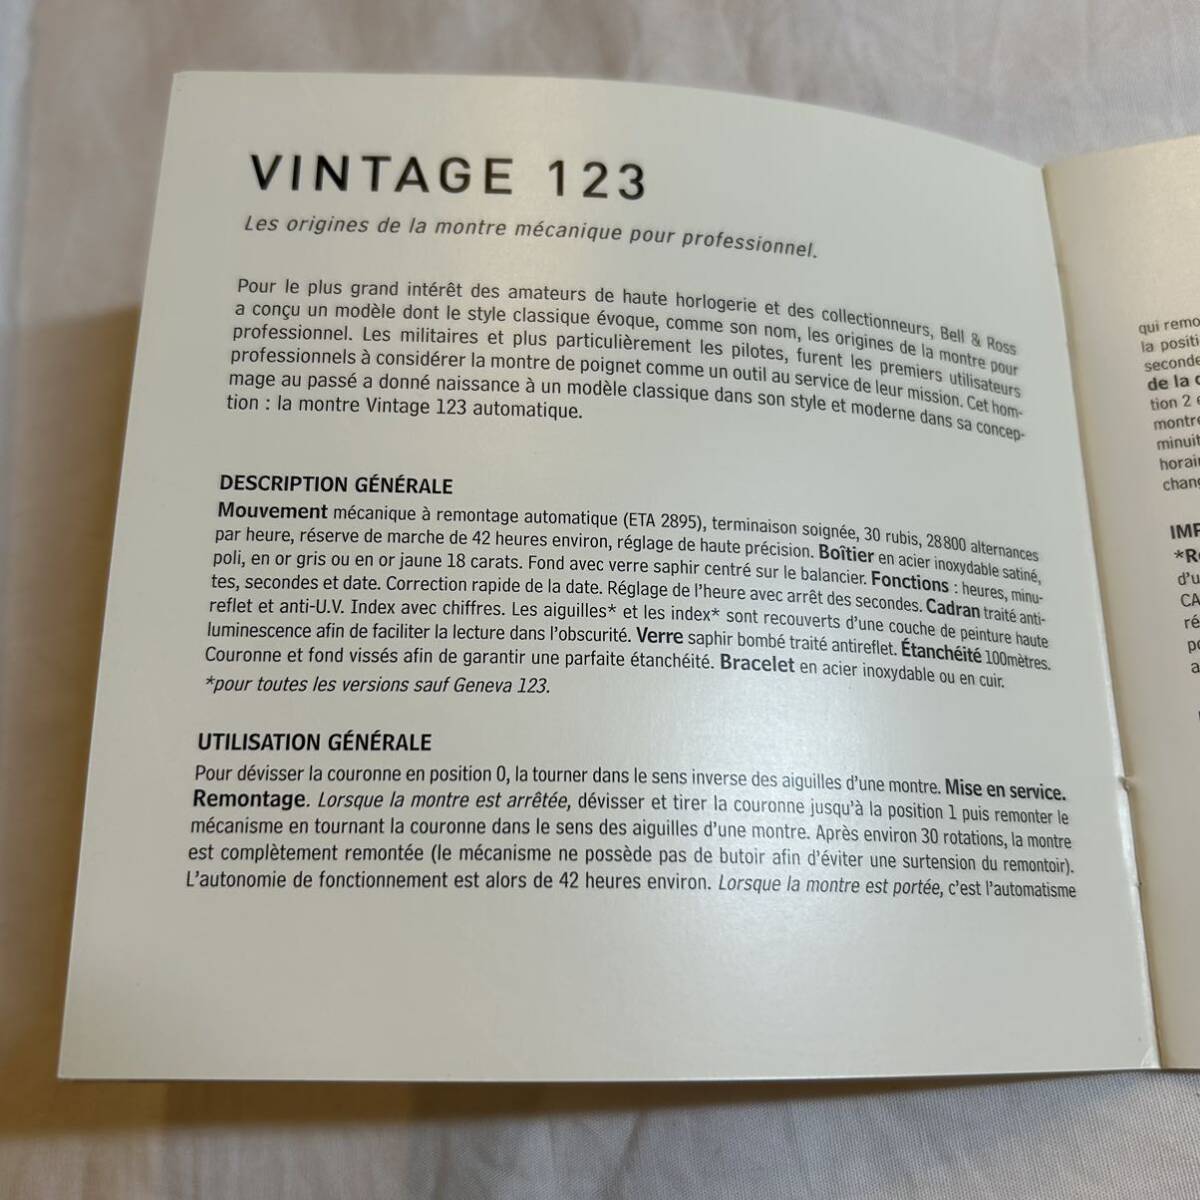 VINTAGE 123
Les origines de la montre mécanique pour professionnel.
Pour le plus grand intérêt des amateurs de haute horlogerie et des collectionneurs, Bell & Ross
a conçu un modèle dont le style classique évoque, comme son nom, les origines de la montre pour
professionnel. Les militaires et plus particulièrement les pilotes, furent les premiers utilisateurs
professionnels à considérer la montre de poignet comme un outil au service de leur mission. Cet hom-
mage au passé a donné naissance à un modèle classique dans son style et moderne dans sa concep-
tion : la montre Vintage 123 automatique.
DESCRIPTION GÉNÉRALE
Mouvement mécanique à remontage automatique (ETA 2895), terminaison soignée, 30 rubis, 28800 alternances
par heure, réserve de marche de 42 heures environ, réglage de haute précision. Boîtier en acier inoxydable satiné,
poli, en or gris ou en or jaune 18 carats. Fond avec verre saphir centré sur le balancier. Fonctions : heures, minu-
tes, secondes et date. Correction rapide de la date. Réglage de l'heure avec arrêt des secondes. Cadran traité anti-
reflet et anti-U.V. Index avec chiffres. Les aiguilles* et les index* sont recouverts d'une couche de peinture haute
luminescence afin de faciliter la lecture dans l'obscurité. Verre saphir bombé traité antireflet. Étanchéité 100mètres.
Couronne et fond vissés afin de garantir une parfaite étanchéité. Bracelet en acier inoxydable ou en cuir.
*pour toutes les versions sauf Geneva 123.
UTILISATION GÉNÉRALE
Pour dévisser la couronne en position 0, la tourner dans le sens inverse des aiguilles d'une montre. Mise en service.
Remontage. Lorsque la montre est arrêtée, dévisser et tirer la couronne jusqu'à la position 1 puis remonter le
mécanisme en tournant la couronne dans le sens des aiguilles d'une montre. Après environ 30 rotations, la montre
est complètement remontée (le mécanisme ne possède pas de butoir afin d'éviter une surtension du remontoir).
L'autonomie de fonctionnement est alors de 42 heures environ. Lorsque la montre est portée, c'est l'automatisme
qui remo
la positi
seconde
de la
tion 2
montre
minuit
horai
chang
IMP
*R
d'u
CA
ré
p
a